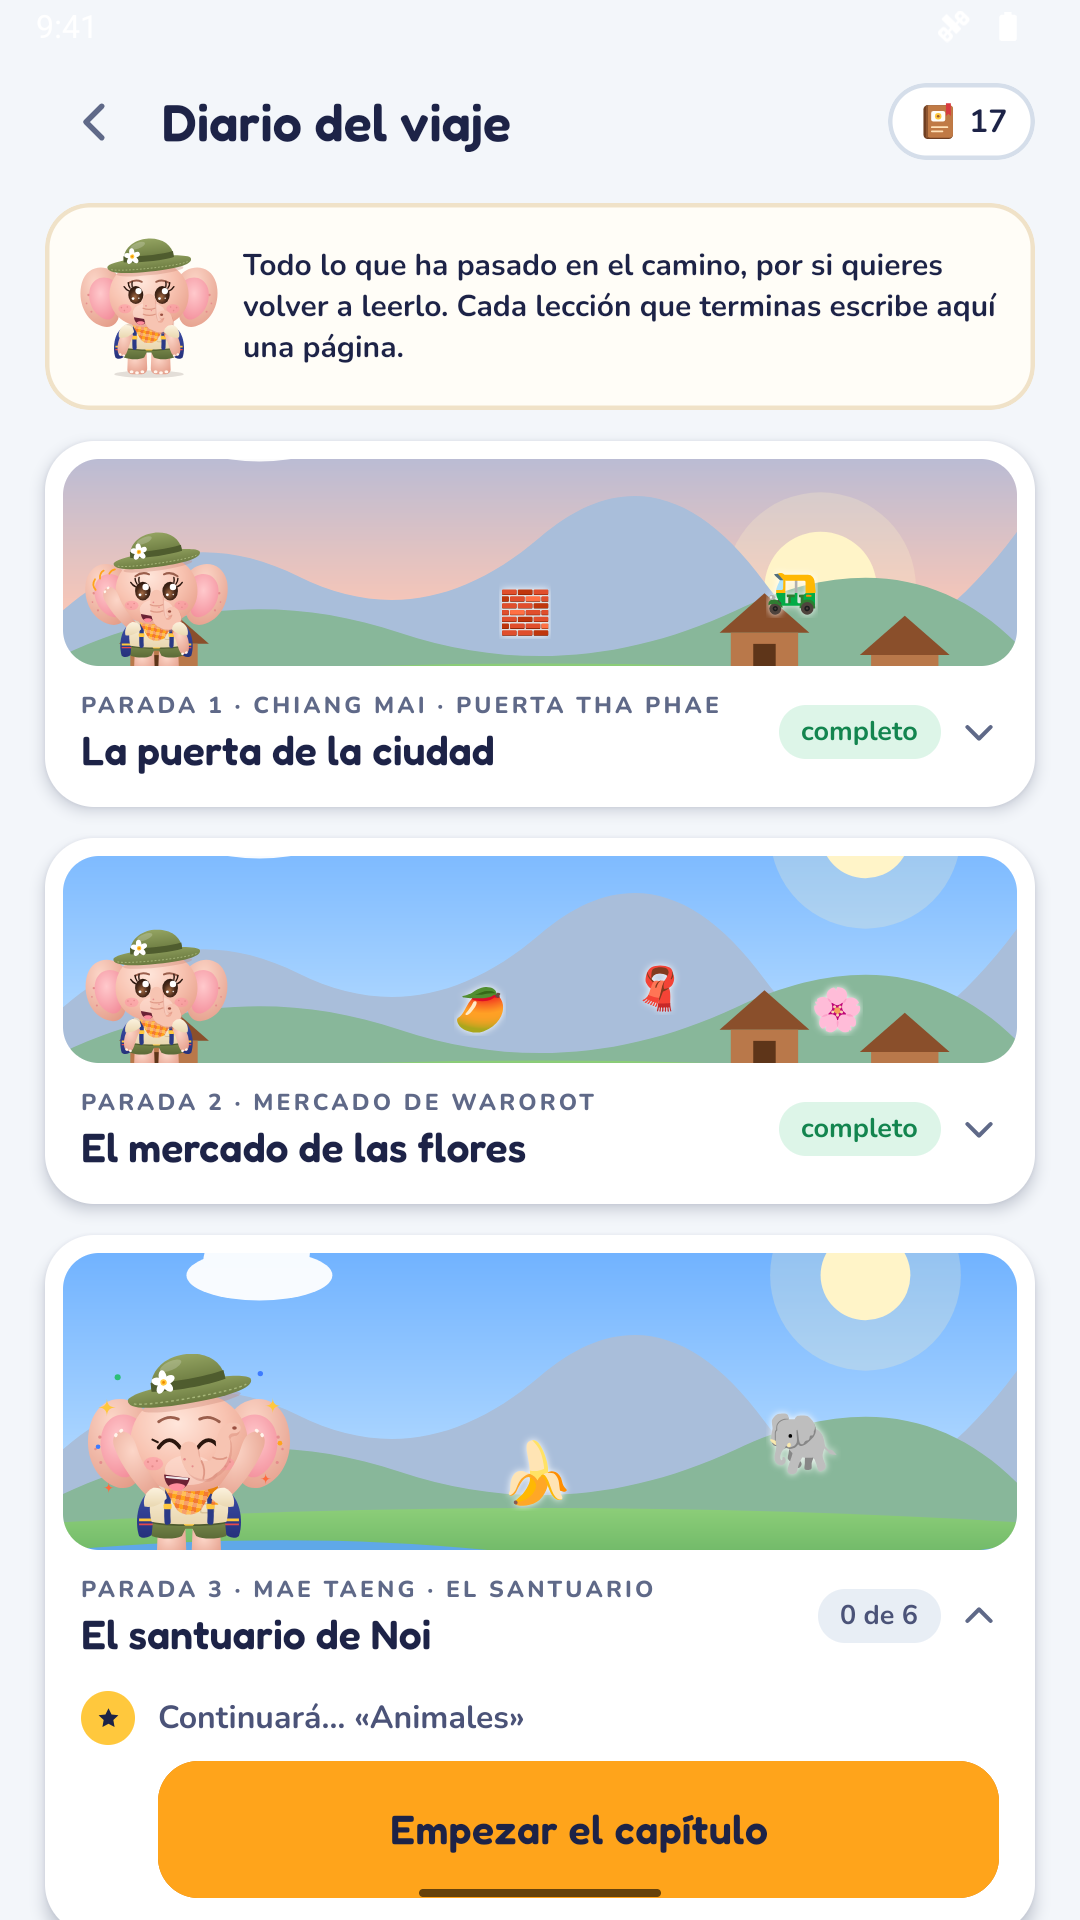 9:41
Diario del viaje
17
Todo lo que ha pasado en el camino, por si quieres
volver a leerlo. Cada lección que terminas escribe aquí
una página.
PARADA 1 · CHIANG MAI · PUERTA THA PHAE
La puerta de la ciudad
completo
PARADA 2 · MERCADO DE WAROROT
El mercado de las flores
completo
PARADA 3 · MAE TAENG · EL SANTUARIO
El santuario de Noi
0 de 6
Continuará... «Animales»
Empezar el capítulo